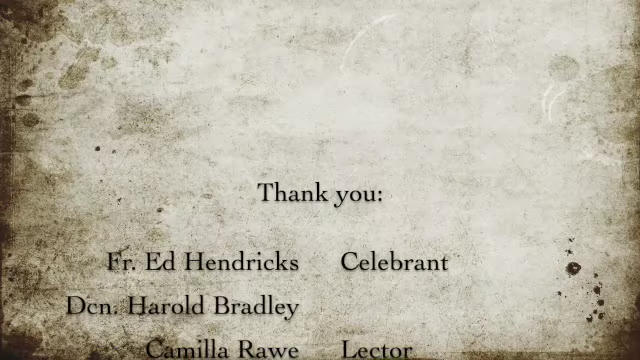 Thank you:
Fr. Ed Hendricks Celebrant
Dcn. Harold Bradley
Camilla Rawe Lector